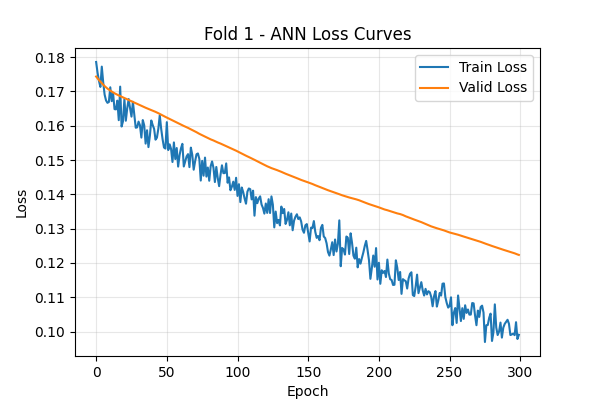 Fold 1 - ANN Loss Curves
Train Loss
Valid Loss
0.18
0.17
0.16
0.15
0.14
0.13
0.12
0.11
0.10
Loss
0 50 100 150 200 250 300
Epoch